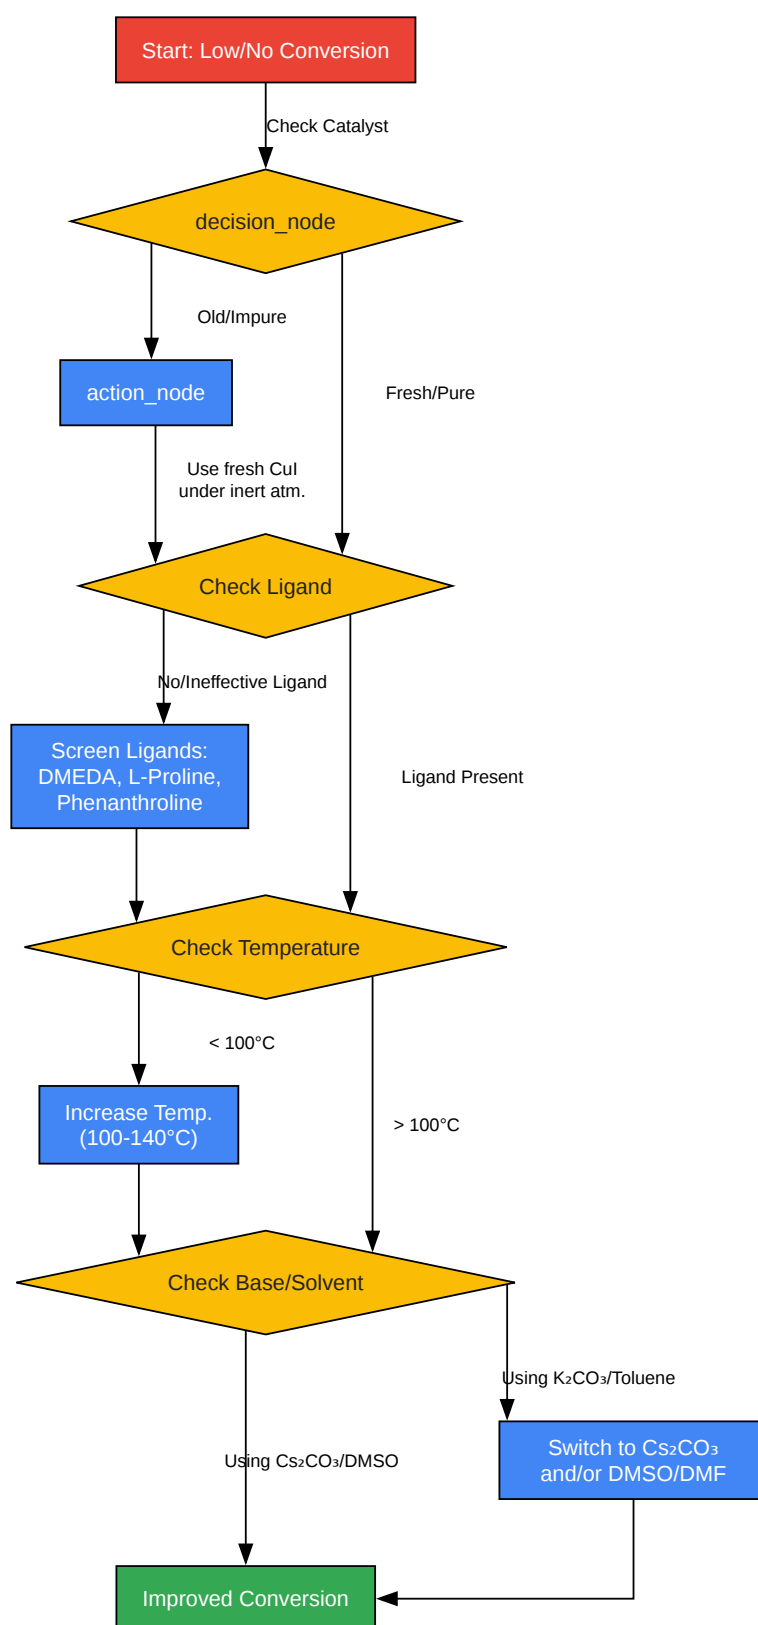 Start: Low/No Conversion
Check Catalyst
decision_node
Old/Impure
action_node
Fresh/Pure
Use fresh CuI
under inert atm.
Check Ligand
No/Ineffective Ligand
Screen Ligands:
DMEDA, L-Proline,
Phenanthroline
Ligand Present
Check Temperature
< 100°C
Increase Temp.
(100-140°C)
> 100°C
Check Base/Solvent
Using K₂CO₃/Toluene
Switch to Cs₂CO₃
and/or DMSO/DMF
Using Cs₂CO₃/DMSO
Improved Conversion